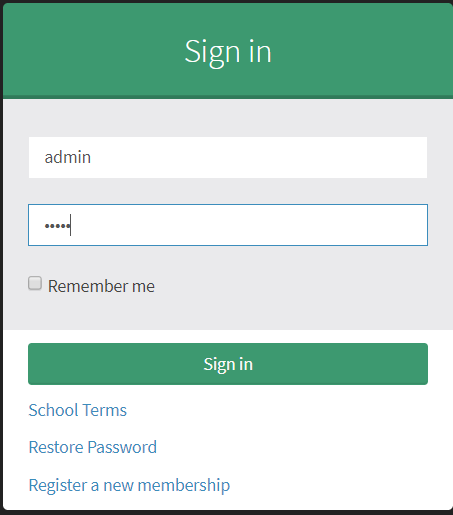 Sign in
admin
•••••
Remember me
Sign in
School Terms
Restore Password
Register a new membership